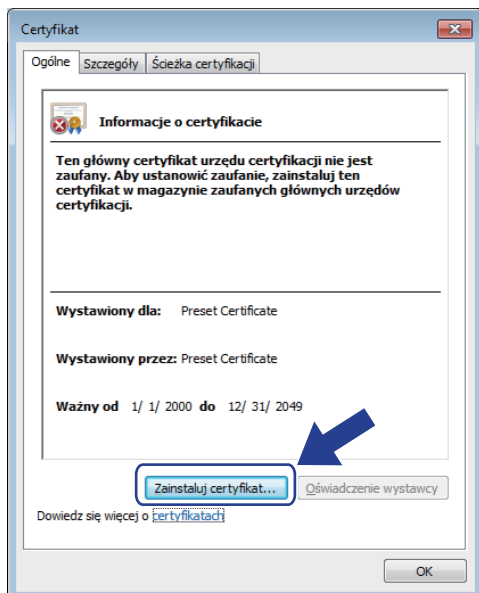 Certyfikat
Ogólne Szczegóły Ścieżka certyfikacji
Informacje o certyfikacie
Ten główny certyfikat urzędu certyfikacji nie jest
zaufany. Aby ustanowić zaufanie, zainstaluj ten
certyfikat w magazynie zaufanych głównych urzędów
certyfikacji.
Wystawiony dla: Preset Certificate
Wystawiony przez: Preset Certificate
Ważny od 1/ 1/ 2000 do 12/ 31/ 2049
Zainstaluj certyfikat... Oświadczenie wystawcy
Dowiedz się więcej o certyfikatach
OK